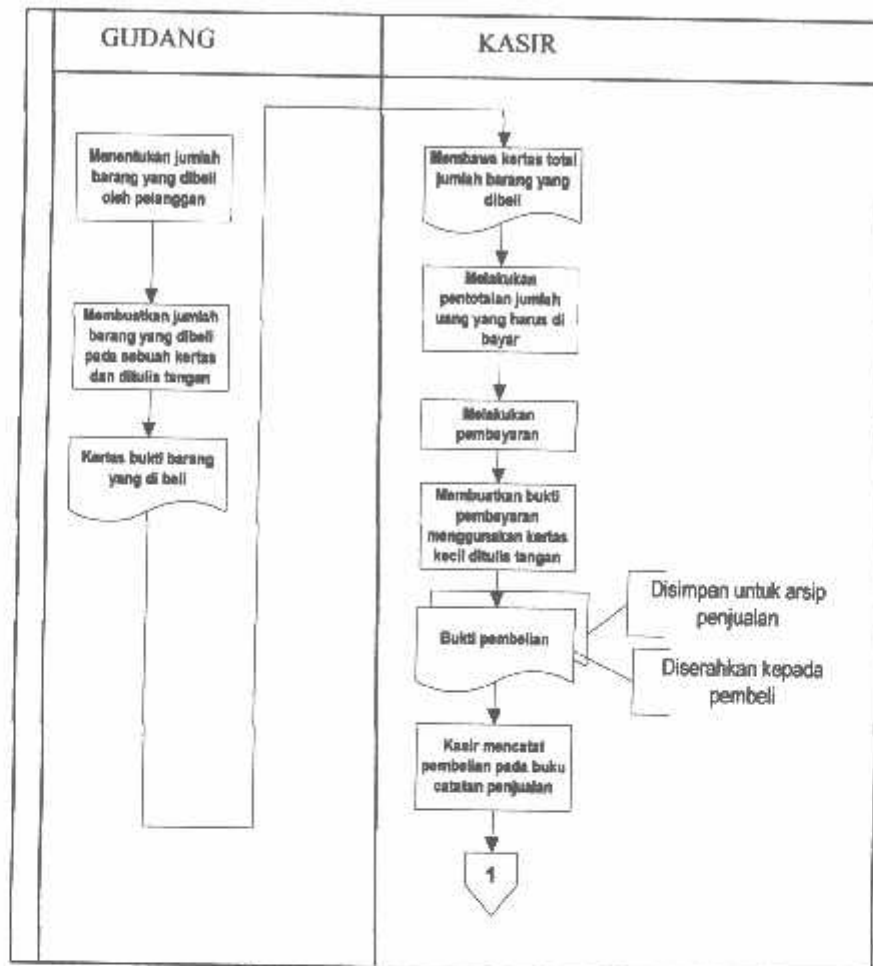 GUDANG
KASIR
Menentukan jumlah
barang yang dibeli
oleh pelanggan
Membuatkan jumlah
barang yang dibeli
pada sebuah kertas
dan ditulis tangan
Kertas bukti barang
yang di beli
Membawa kertas total
jumlah barang yang
dibeli
Melakukan
pentotalan jumlah
uang yang harus di
bayar
Melakukan
pembayaran
Membuatkan bukti
pembayaran
menggunakan kertas
kecil ditulis tangan
Bukti pembelian
Disimpan untuk arsip
penjualan
Diserahkan kepada
pembeli
Kasir mencatat
pembelian pada buku
catatan penjualan
1